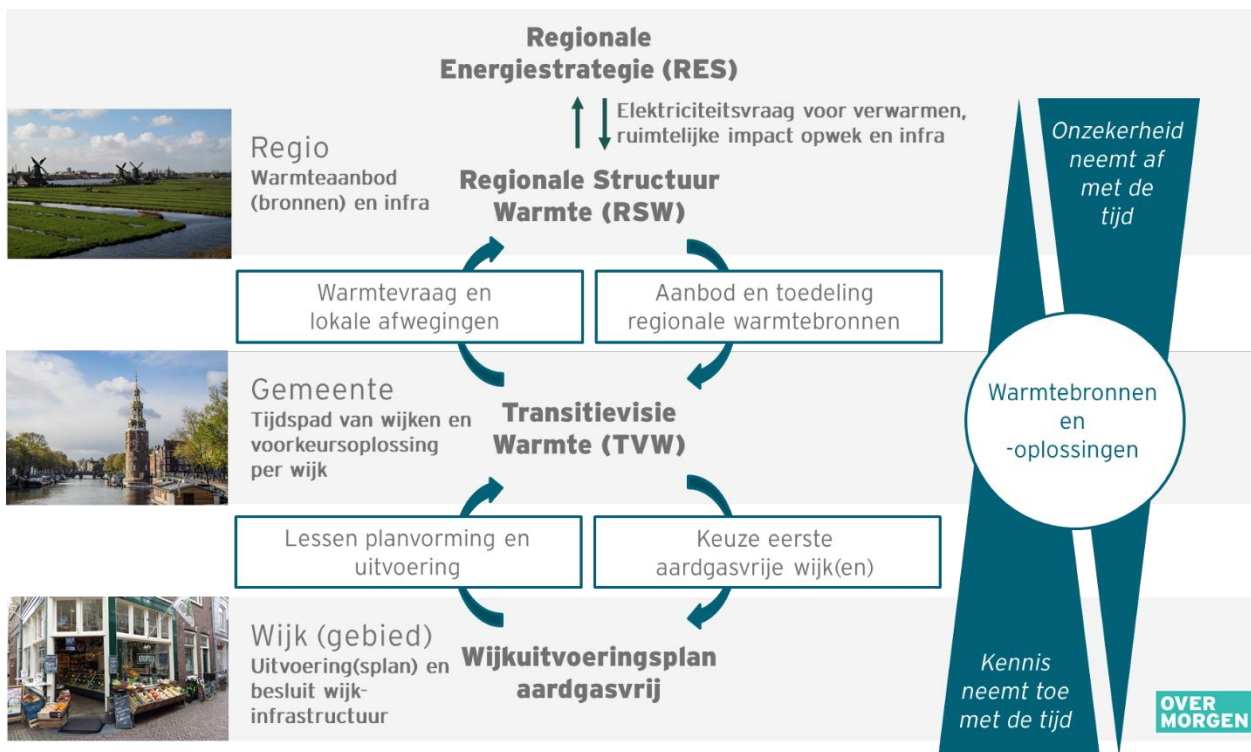 Regionale
Energiestrategie (RES)
Elektriciteitsvraag voor verwarmen,
ruimtelijke impact opwek en infra
Onzekerheid
neemt af
met de
tijd
Regio
Warmteaanbod
(bronnen) en infra
Regionale Structuur
Warmte (RSW)
Warmtevraag en
lokale afwegingen
Aanbod en toedeling
regionale warmtebronnen
Gemeente
Tijdspad van wijken en
voorkeursoplossing
per wijk
Transitievisie
Warmte (TVW)
Warmtebronnen
en
-oplossingen
Lessen planvorming en
uitvoering
Keuze eerste
aardgasvrije wijk(en)
Wijk (gebied)
Uitvoering(splan) en
besluit wijk-
infrastructuur
Wijkuitvoeringsplan
aardgasvrij
Kennis
neemt toe
met de tijd
OVER
MORGEN